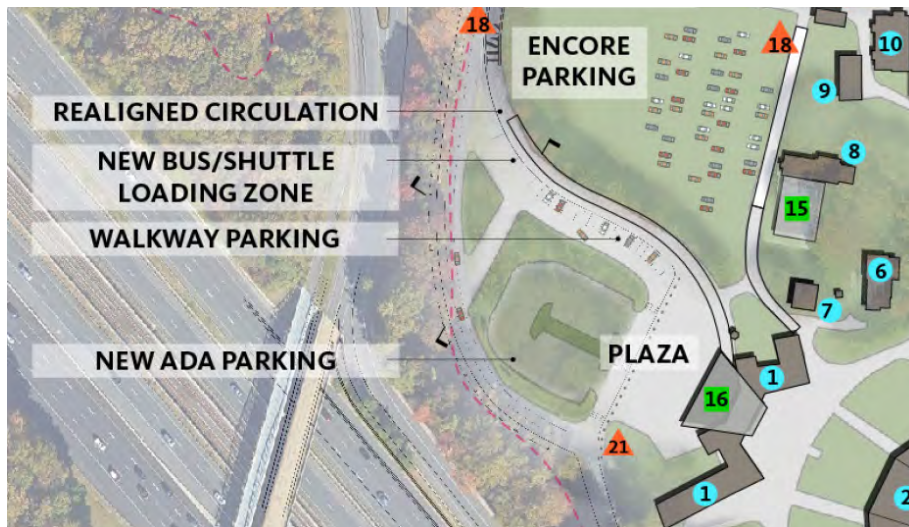 18
ENCORE
PARKING
18
10
9
REALIGNED CIRCULATION
NEW BUS/SHUTTLE
LOADING ZONE
8
15
WALKWAY PARKING
6
7
NEW ADA PARKING
PLAZA
1
16
21
1
2